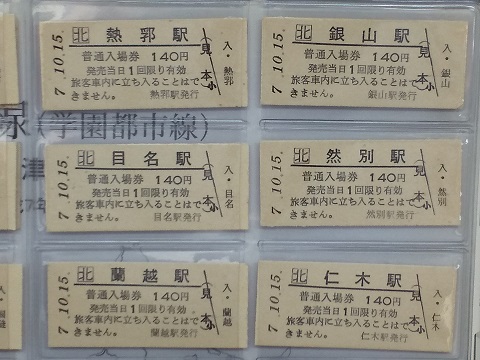 7.10.15.
北 熱郛駅
普通入場券 140円
発売当日1回限り有効
旅客車内に立ち入ることはで
きません。 熱郛駅発行
見本
小
入・熱郛
7.10.15.
北 銀山駅
普通入場券 140円
発売当日1回限り有効
旅客車内に立ち入ることはで
きません。 銀山駅発行
見本
小
入・銀山
泉(学園都市線)
7.10.15.
北 目名駅
普通入場券 140円
発売当日1回限り有効
旅客車内に立ち入ることはで
きません。 目名駅発行
見本
小
入・目名
7.10.15.
北 然別駅
普通入場券 140円
発売当日1回限り有効
旅客車内に立ち入ることはで
きません。 然別駅発行
見本
小
入・然別
津
7.10.15.
北 蘭越駅
普通入場券 140円
発売当日1回限り有効
旅客車内に立ち入ることはで
きません。 蘭越駅発行
見本
小
入・蘭越
7.10.15.
北 仁木駅
普通入場券 140円
発売当日1回限り有効
旅客車内に立ち入ることはで
きません。 仁木駅発行
見本
小
入・仁木